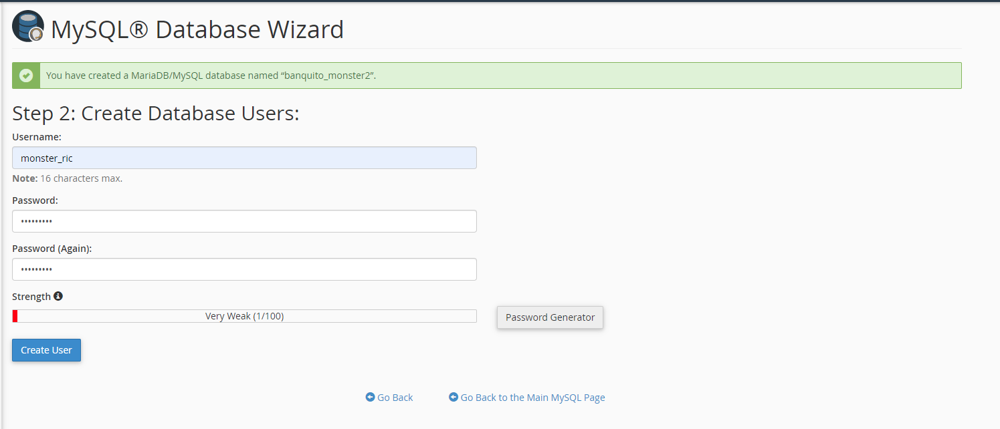 MySQL® Database Wizard
You have created a MariaDB/MySQL database named “banquito_monster2”.
Step 2: Create Database Users:
Username:
monster_ric
Note: 16 characters max.
Password:
•••••••••
Password (Again):
•••••••••
Strength
Very Weak (1/100)
Password Generator
Create User
Go Back
Go Back to the Main MySQL Page